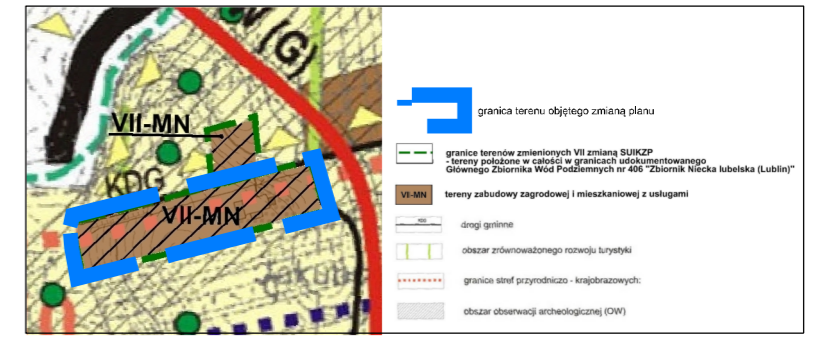 V (G)
VII-MN
KDG
VII-MN
granica terenu objętego zmianą planu
granice terenów zmienionych VII zmianą SUIKZP
- tereny położone w całości w granicach udokumentowanego
Głównego Zbiornika Wód Podziemnych nr 406 "Zbiornik Niecka lubelska (Lublin)"
VI-MN tereny zabudowy zagrodowej i mieszkaniowej z usługami
drogi gminne
obszar zrównoważonego rozwoju turystyki
granice stref przyrodniczo - krajobrazowych:
obszar obserwacji archeologicznej (OW)